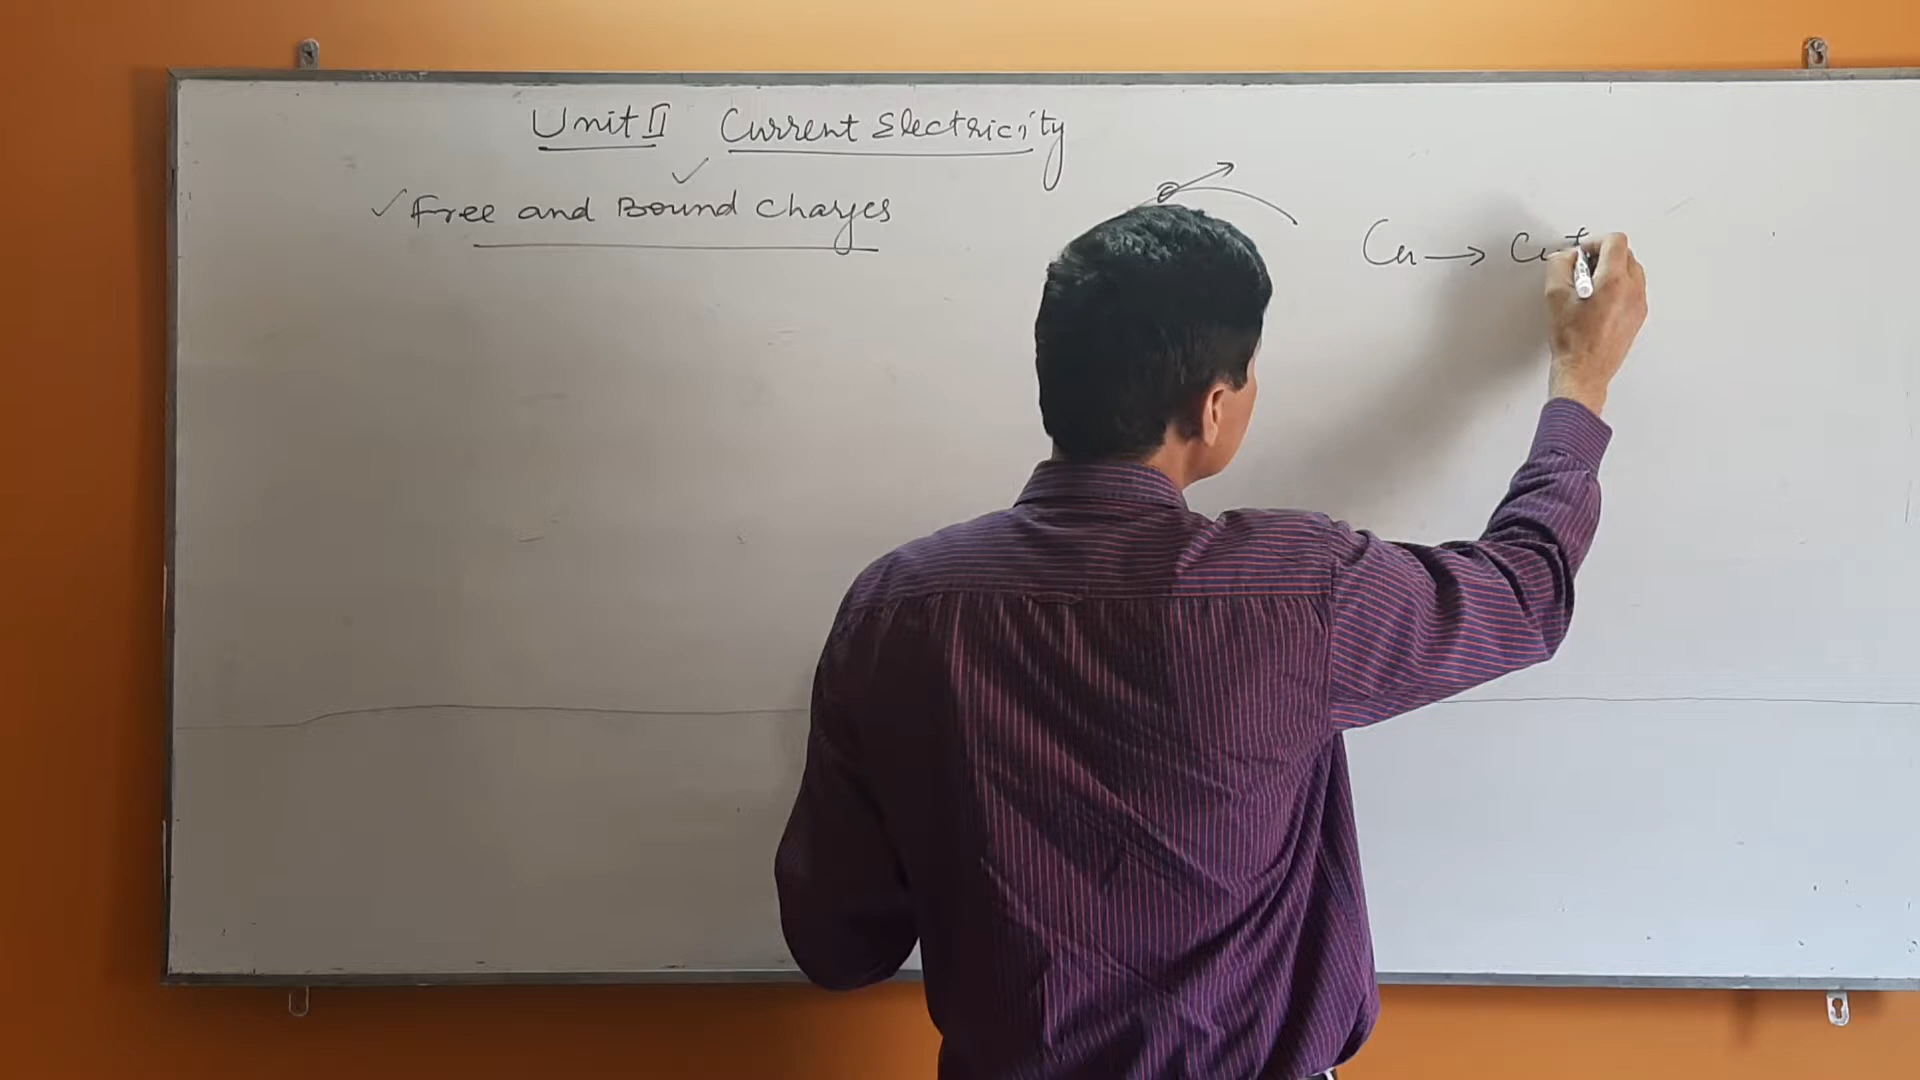 Unit II Current Electricity
✓ Free and Bound charges
Cu → Cu+